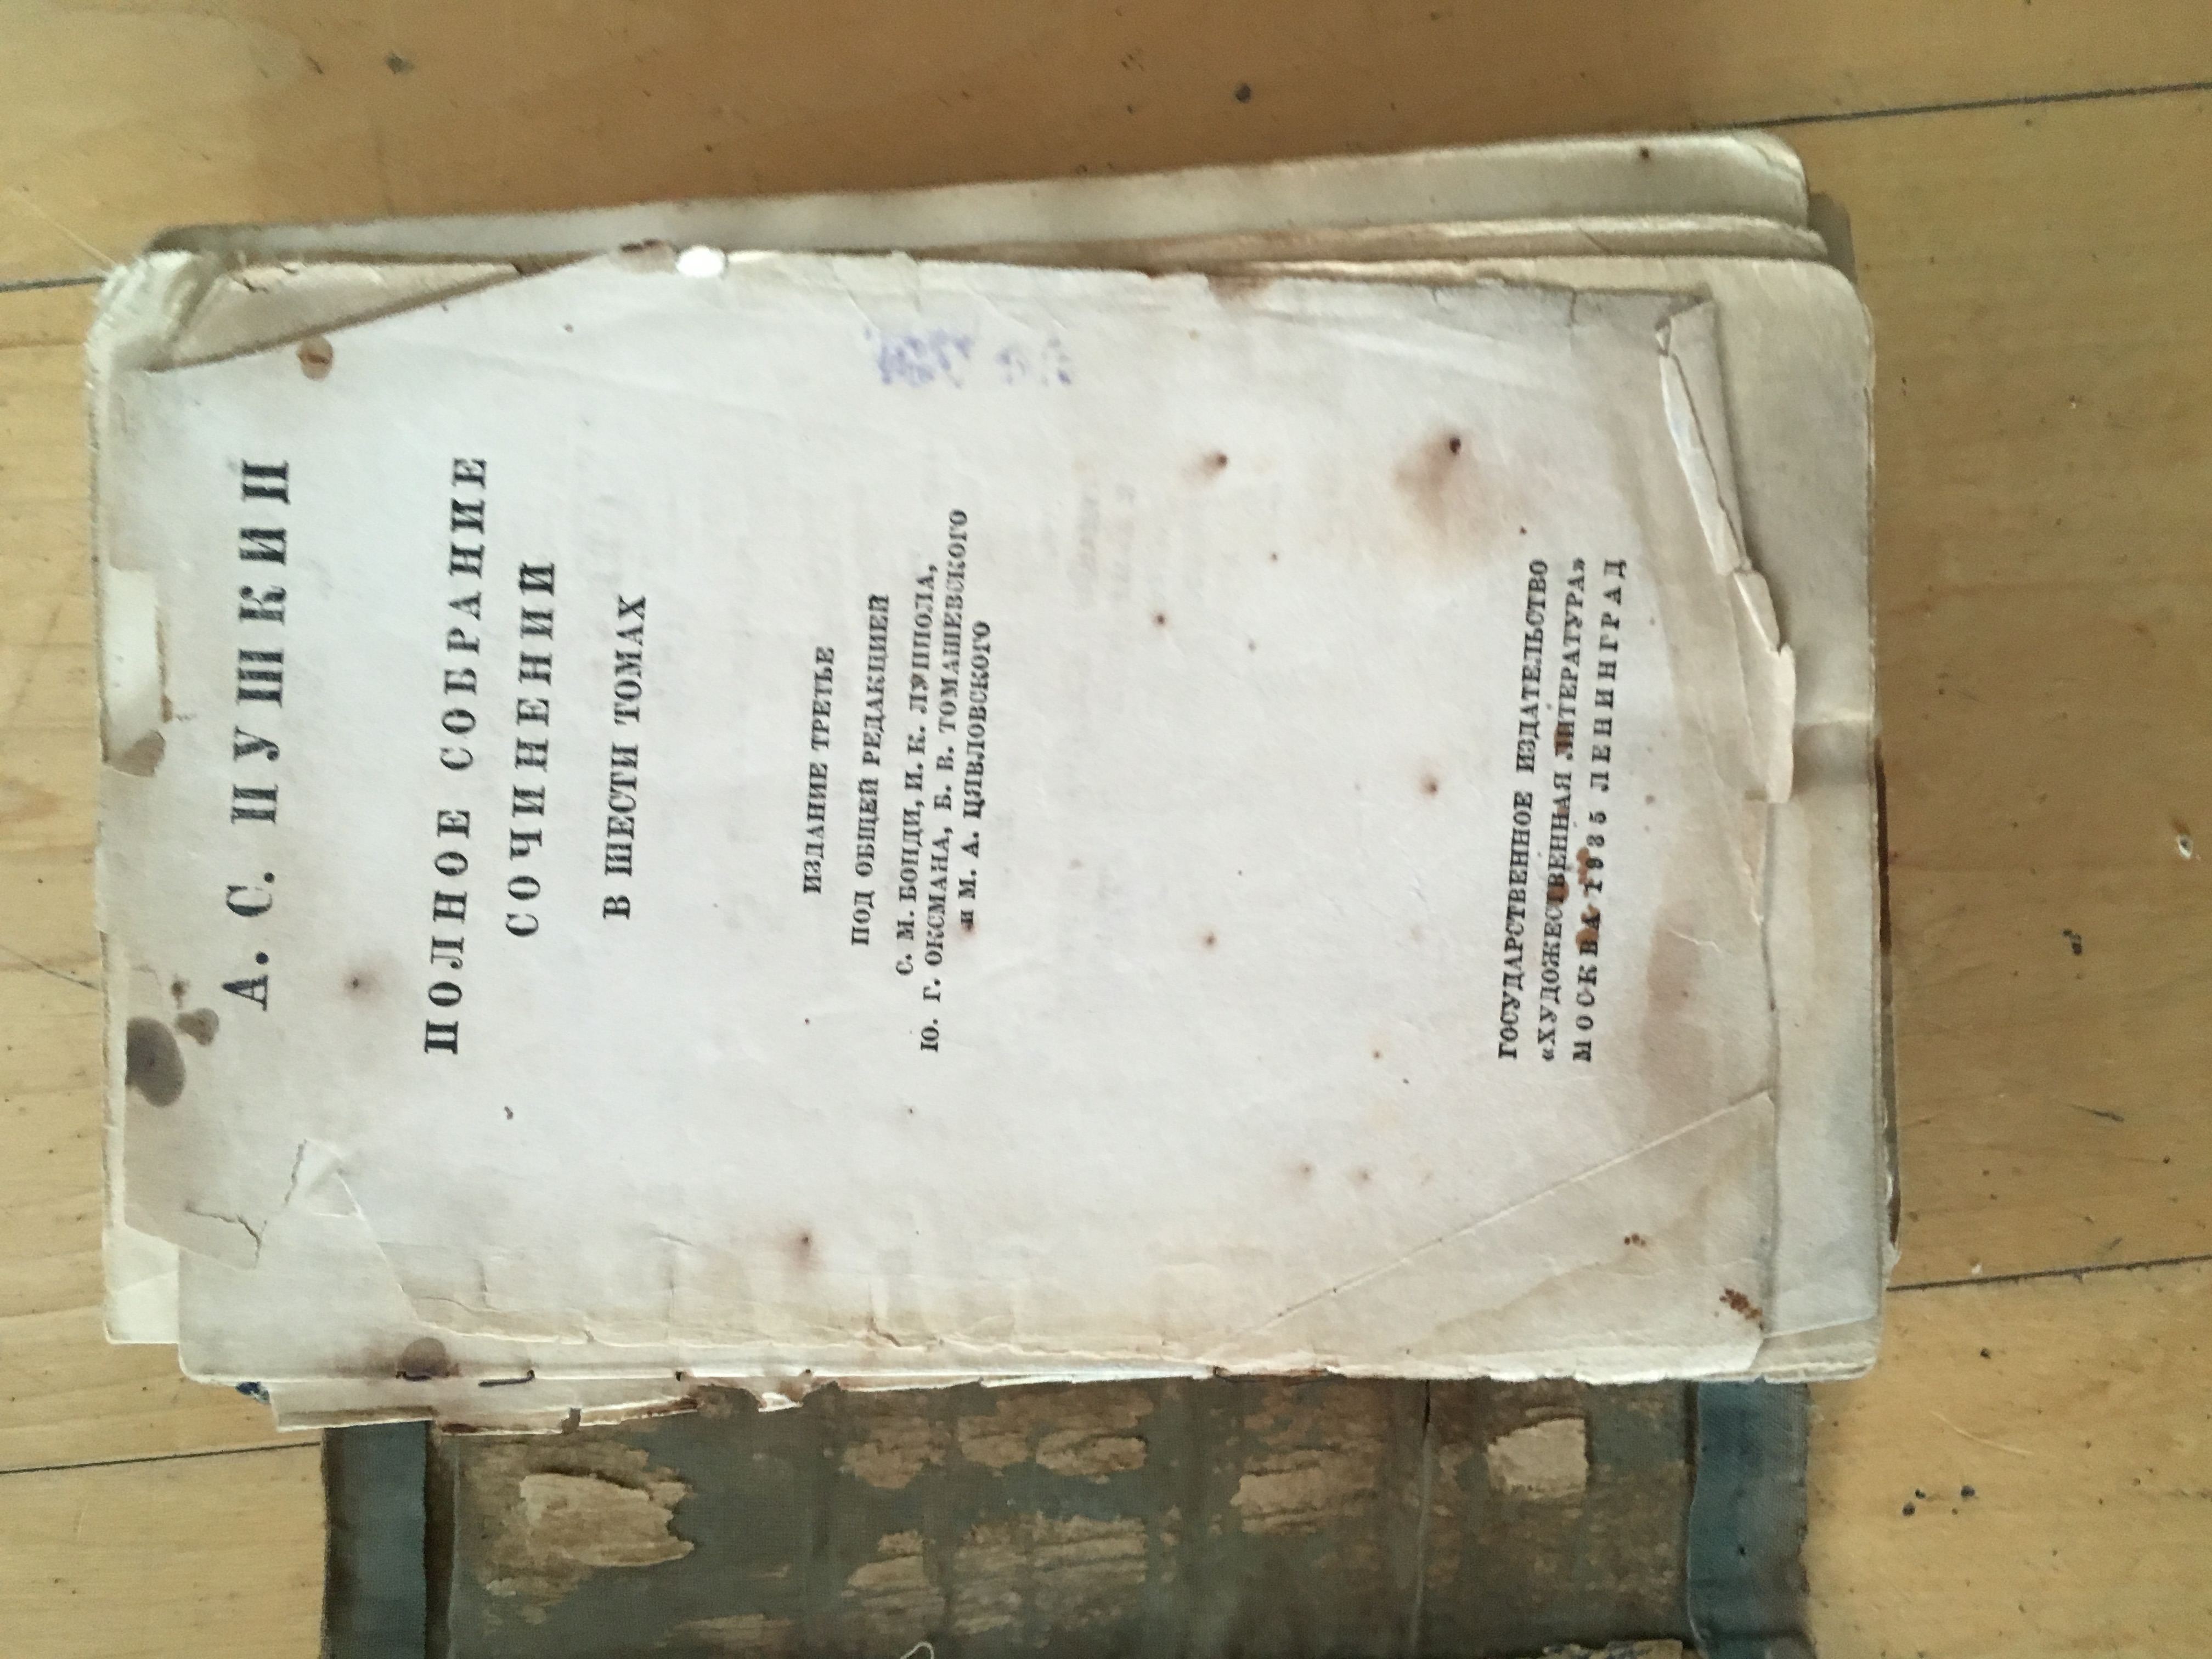 А. С. ПУШКИН
ПОЛНОЕ СОБРАНИЕ
СОЧИНЕНИЙ
В ШЕСТИ ТОМАХ
ИЗДАНИЕ ТРЕТЬЕ
ПОД ОБЩЕЙ РЕДАКЦИЕЙ
С. М. БОНДИ, И. К. ЛУППОЛА,
Ю. Г. ОКСМАНА, Б. В. ТОМАШЕВСКОГО
и М. А. ЦЯВЛОВСКОГО
ГОСУДАРСТВЕННОЕ ИЗДАТЕЛЬСТВО
«ХУДОЖЕСТВЕННАЯ ЛИТЕРАТУРА»
МОСКВА 1935 ЛЕНИНГРАД